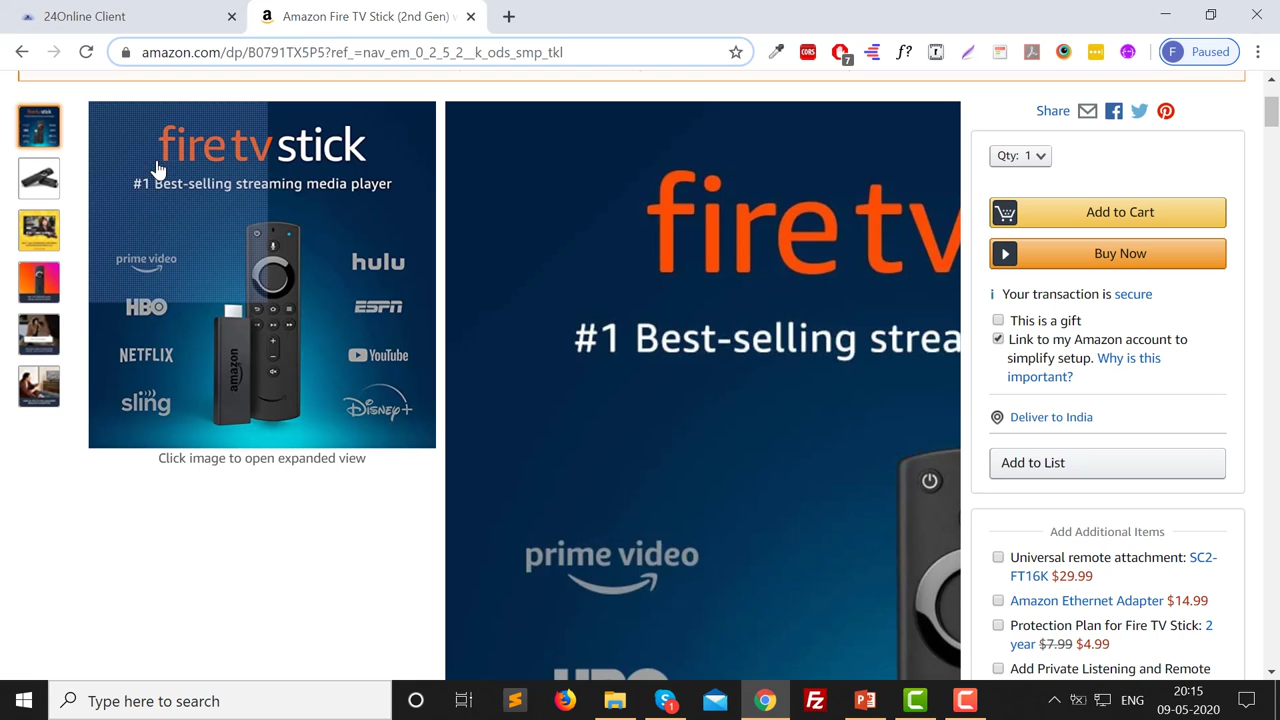 24Online Client
Amazon Fire TV Stick (2nd Gen) w
amazon.com/dp/B0791TX5P5?ref_=nav_em_0_2_5_2__k_ods_smp_tkl
CORS
7
f?
F Paused
fire tv stick
#1 Best-selling streaming media player
prime video
hulu
HBO
ESPN
NETFLIX
YouTube
sling
Disney+
amazon
Click image to open expanded view
fire tv
#1 Best-selling strea
prime video
HBO
Share
Qty: 1
Add to Cart
Buy Now
Your transaction is secure
This is a gift
Link to my Amazon account to
simplify setup. Why is this
important?
Deliver to India
Add to List
Add Additional Items
Universal remote attachment: SC2-
FT16K $29.99
Amazon Ethernet Adapter $14.99
Protection Plan for Fire TV Stick: 2
year $7.99 $4.99
Add Private Listening and Remote
Type here to search
1
ENG
20:15
09-05-2020